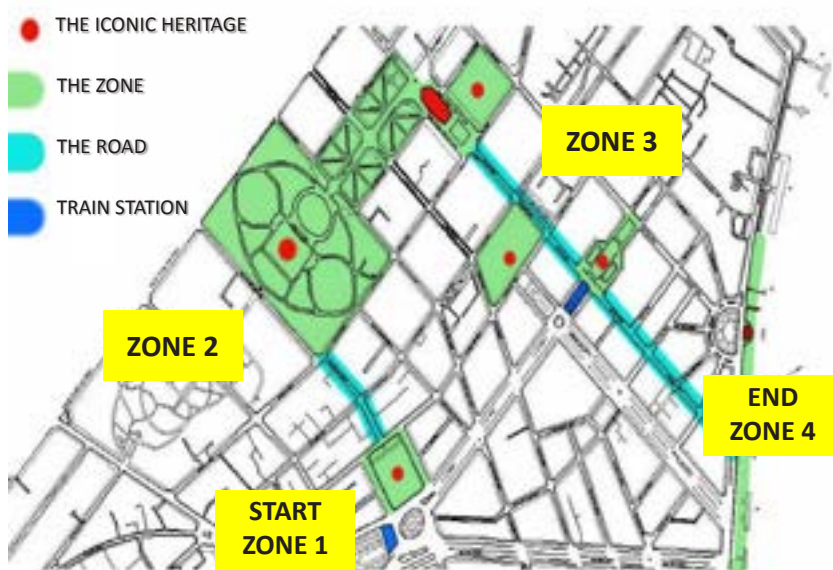 THE ICONIC HERITAGE
THE ZONE
THE ROAD
TRAIN STATION
ZONE 3
ZONE 2
END
ZONE 4
START
ZONE 1